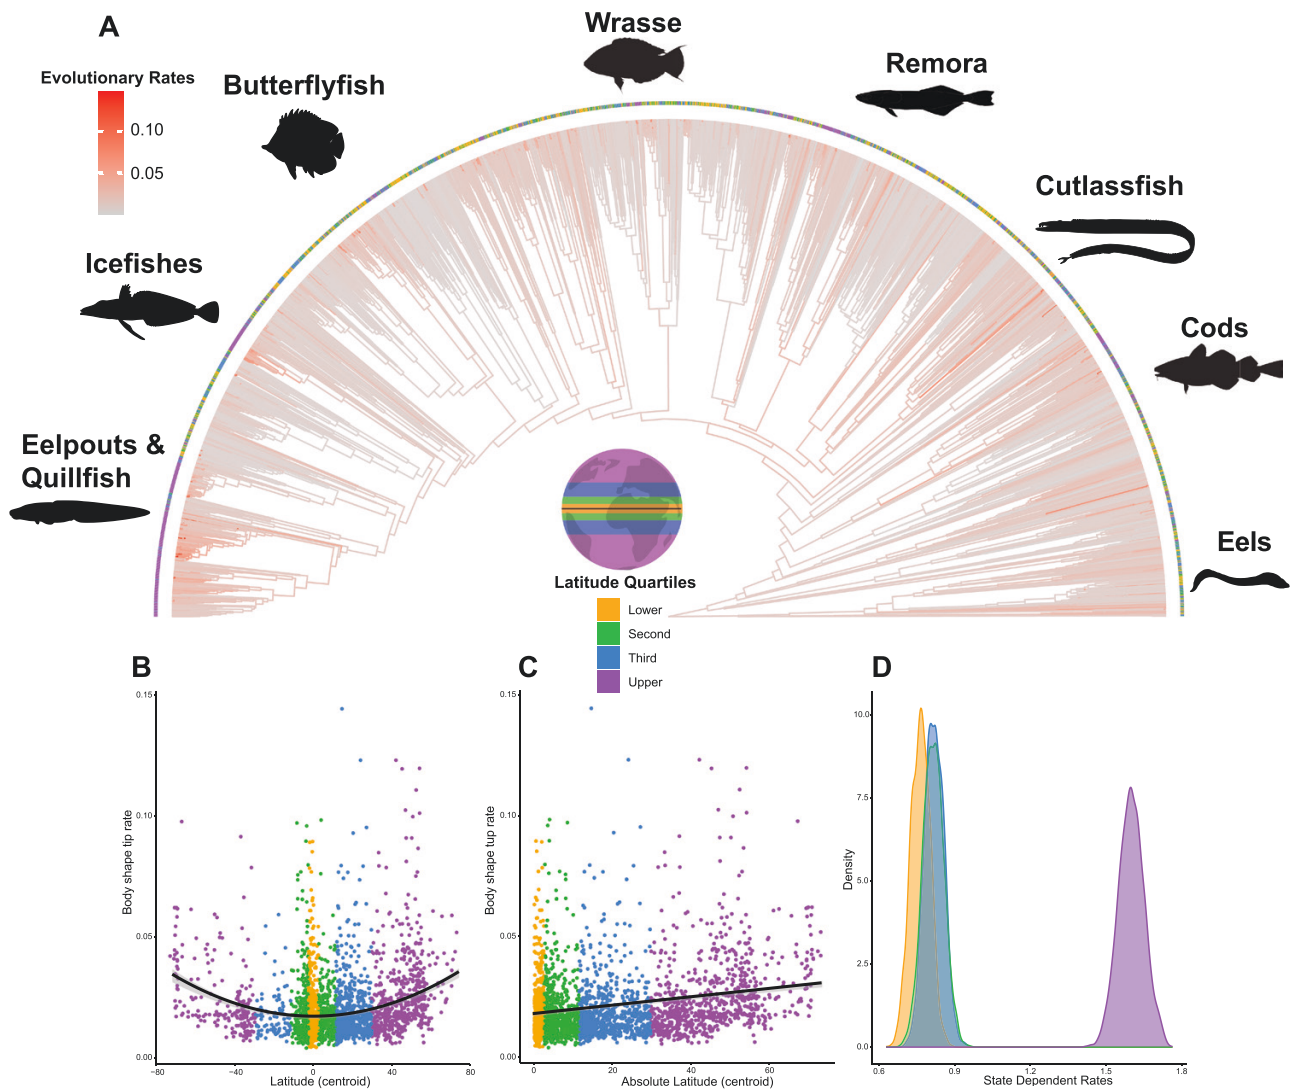 A
Wrasse
Remora
Evolutionary Rates
Butterflyfish
0.10
0.05
Cutlassfish
Icefishes
Cods
Eelpouts &
Quillfish
Eels
Latitude Quartiles
Lower
Second
Third
Upper
B
Body shape tip rate
0.15
0.10
0.05
0.00
−80
−40
0
40
80
Latitude (centroid)
C
Body shape tup rate
0.15
0.10
0.05
0.00
0
20
40
60
Absolute Latitude (centroid)
D
Density
10.0
7.5
5.0
2.5
0.0
0.6
0.9
1.2
1.5
1.8
State Dependent Rates